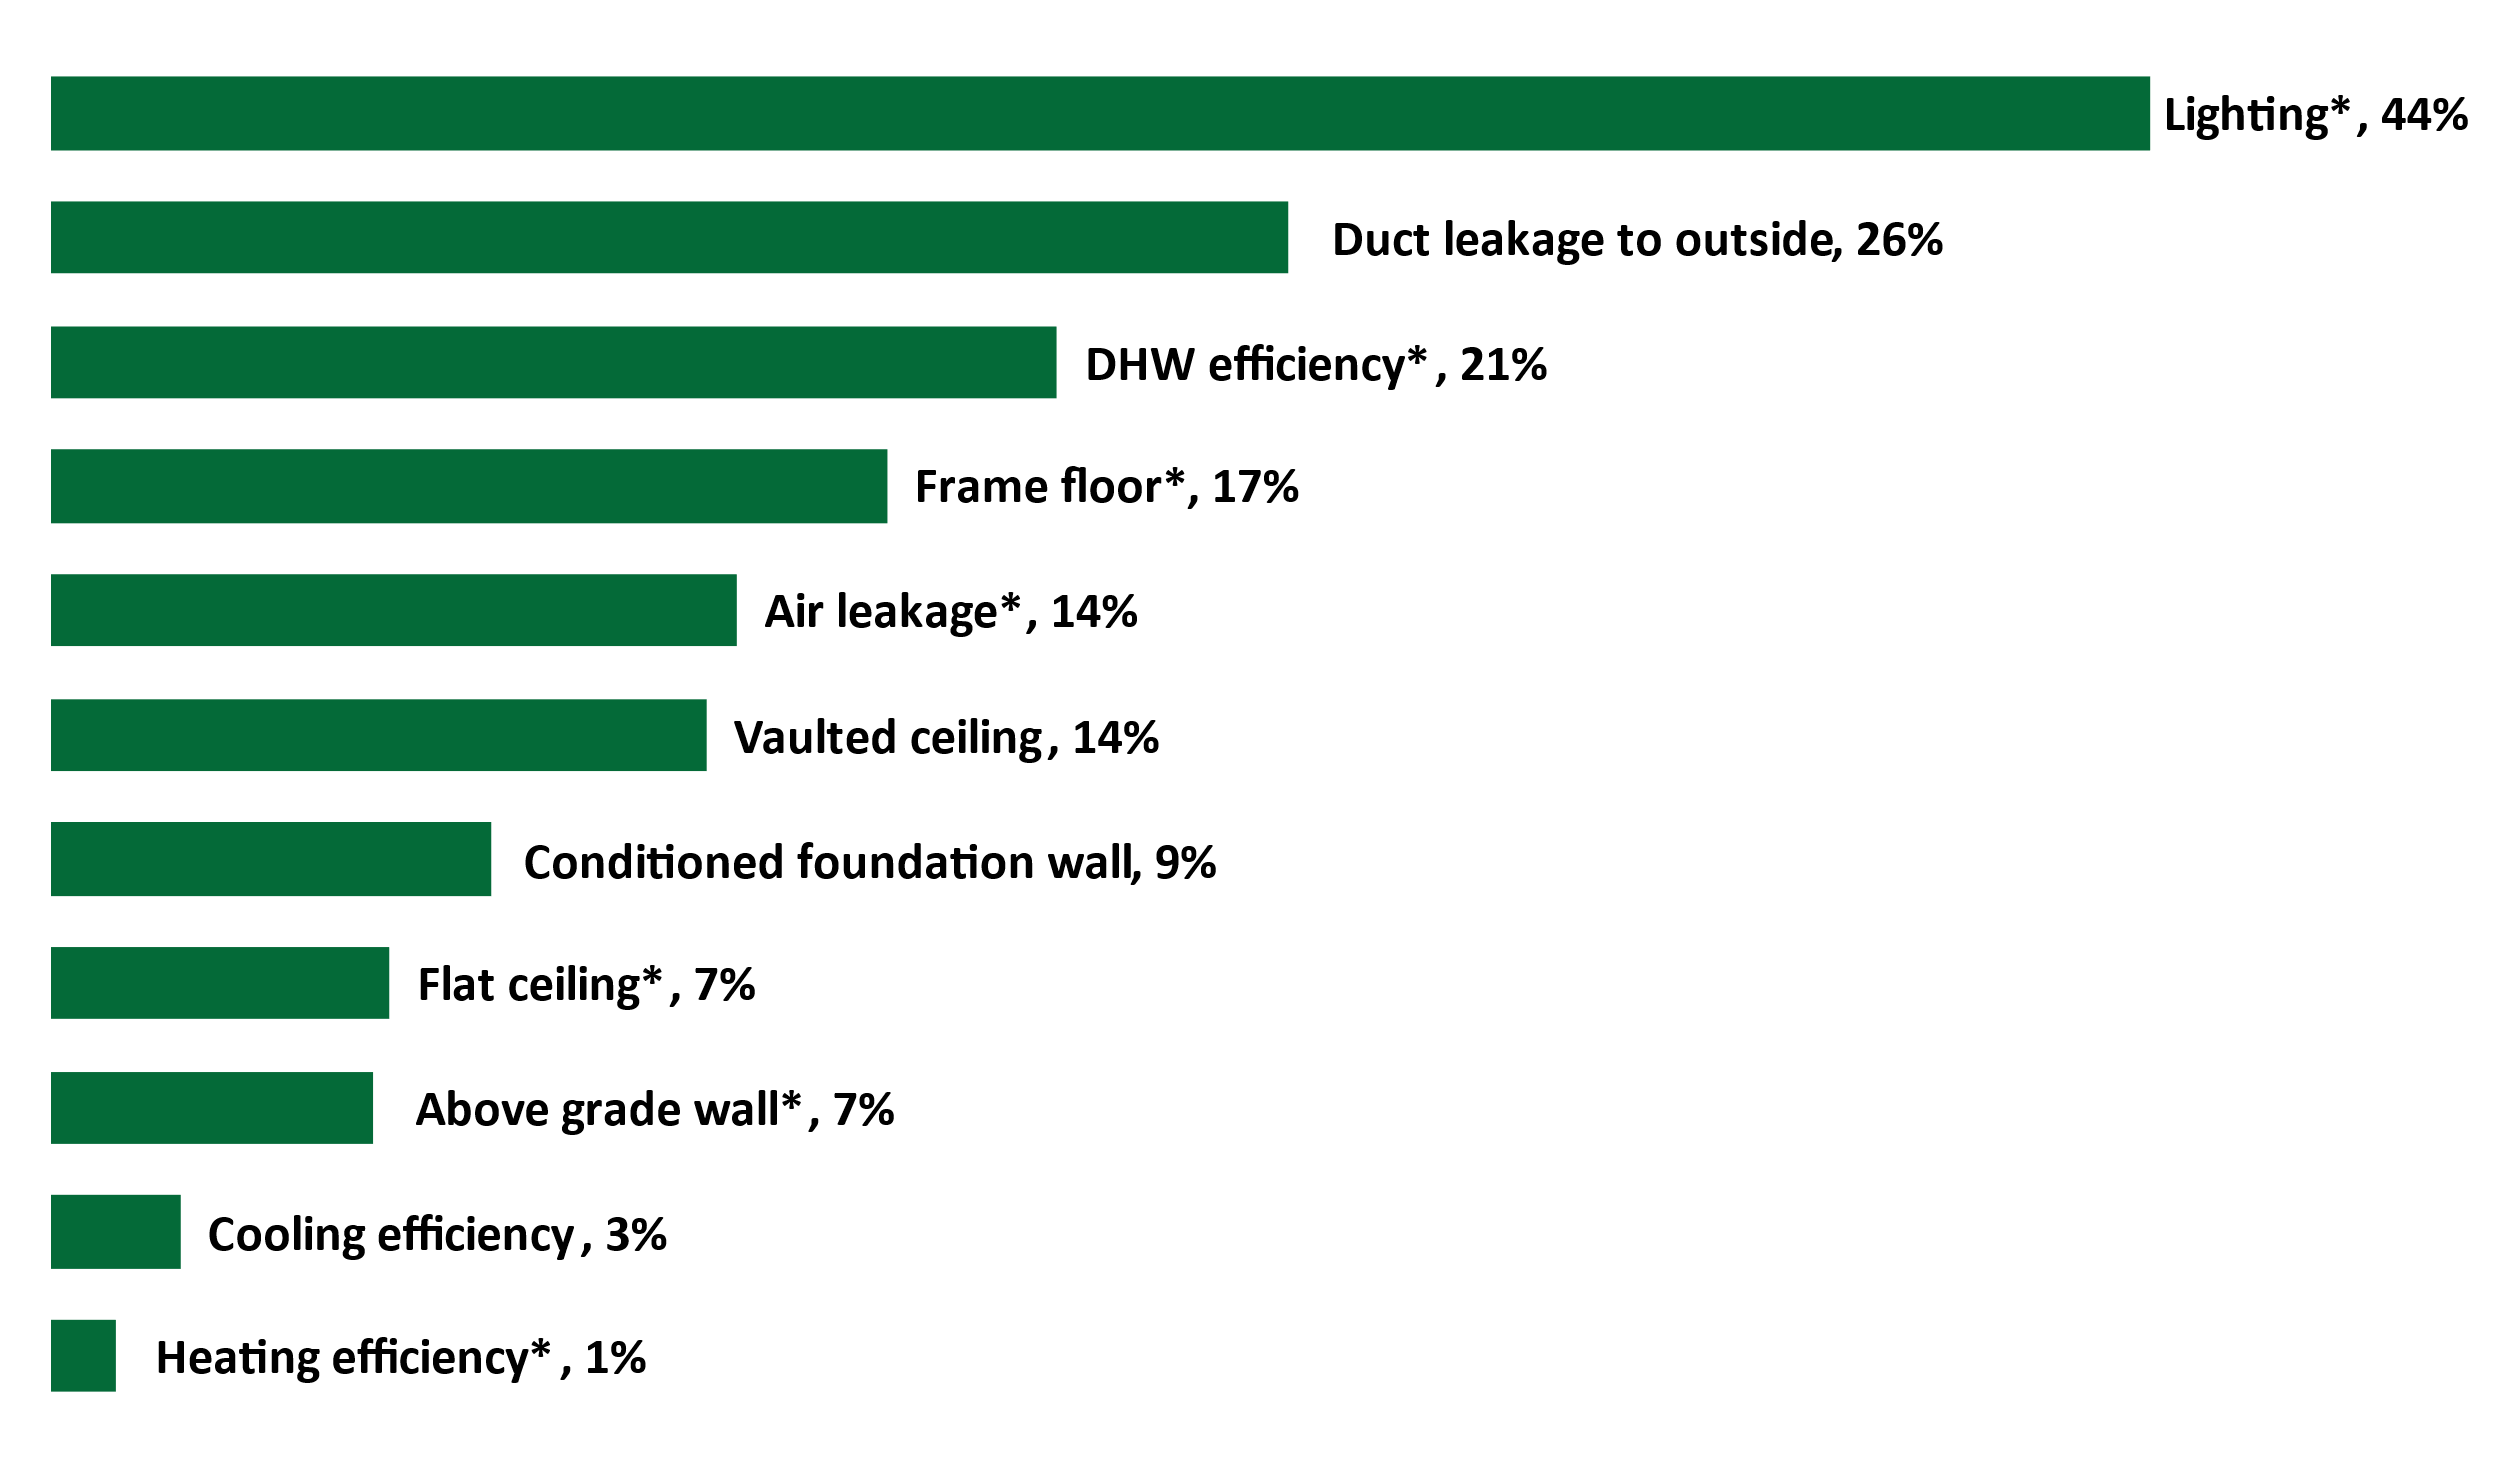 Lighting*, 44%
Duct leakage to outside, 26%
DHW efficiency*, 21%
Frame floor*, 17%
Air leakage*, 14%
Vaulted ceiling, 14%
Conditioned foundation wall, 9%
Flat ceiling*, 7%
Above grade wall*, 7%
Cooling efficiency, 3%
Heating efficiency*, 1%